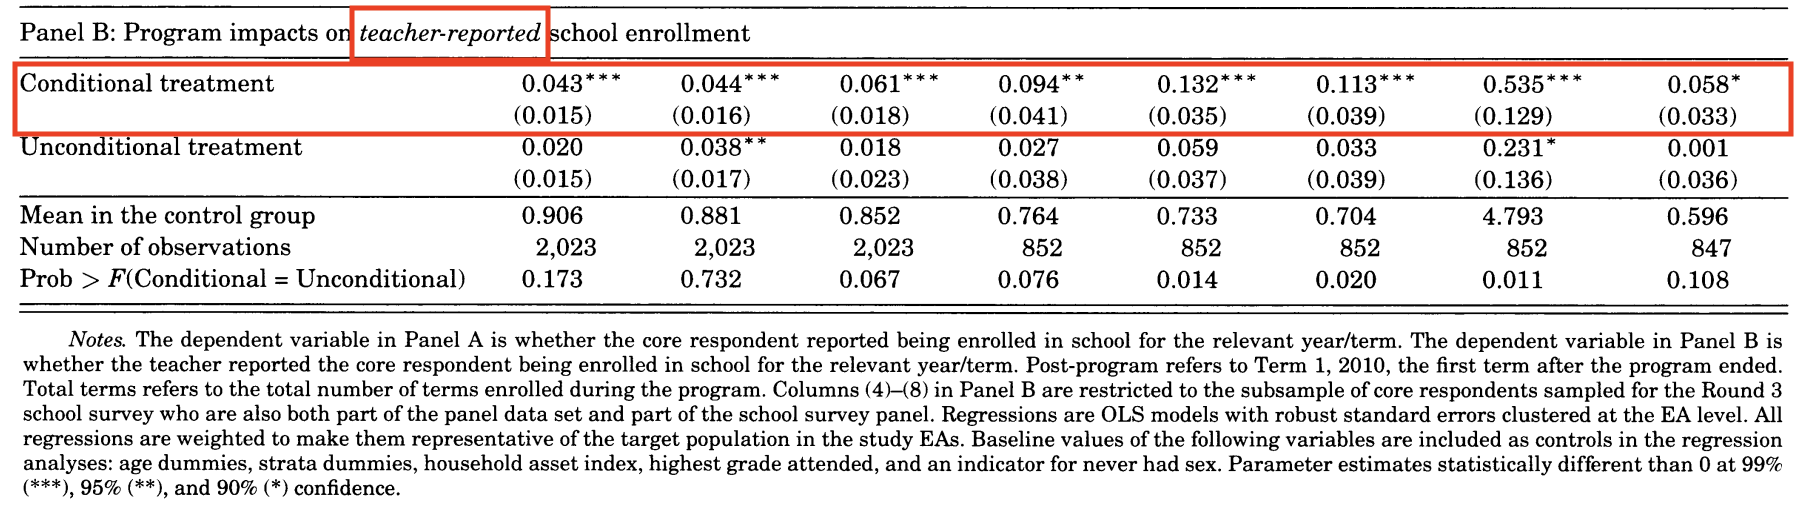 Panel B: Program impacts on teacher-reported school enrollment
Conditional treatment 0.043*** 0.044*** 0.061*** 0.094** 0.132*** 0.113*** 0.535*** 0.058*
(0.015) (0.016) (0.018) (0.041) (0.035) (0.039) (0.129) (0.033)
Unconditional treatment 0.020 0.038** 0.018 0.027 0.059 0.033 0.231* 0.001
(0.015) (0.017) (0.023) (0.038) (0.037) (0.039) (0.136) (0.036)
Mean in the control group 0.906 0.881 0.852 0.764 0.733 0.704 4.793 0.596
Number of observations 2,023 2,023 2,023 852 852 852 852 847
Prob > F(Conditional = Unconditional) 0.173 0.732 0.067 0.076 0.014 0.020 0.011 0.108
Notes. The dependent variable in Panel A is whether the core respondent reported being enrolled in school for the relevant year/term. The dependent variable in Panel B is
whether the teacher reported the core respondent being enrolled in school for the relevant year/term. Post-program refers to Term 1, 2010, the first term after the program ended.
Total terms refers to the total number of terms enrolled during the program. Columns (4)–(8) in Panel B are restricted to the subsample of core respondents sampled for the Round 3
school survey who are also both part of the panel data set and part of the school survey panel. Regressions are OLS models with robust standard errors clustered at the EA level. All
regressions are weighted to make them representative of the target population in the study EAs. Baseline values of the following variables are included as controls in the regression
analyses: age dummies, strata dummies, household asset index, highest grade attended, and an indicator for never had sex. Parameter estimates statistically different than 0 at 99%
(***), 95% (**), and 90% (*) confidence.